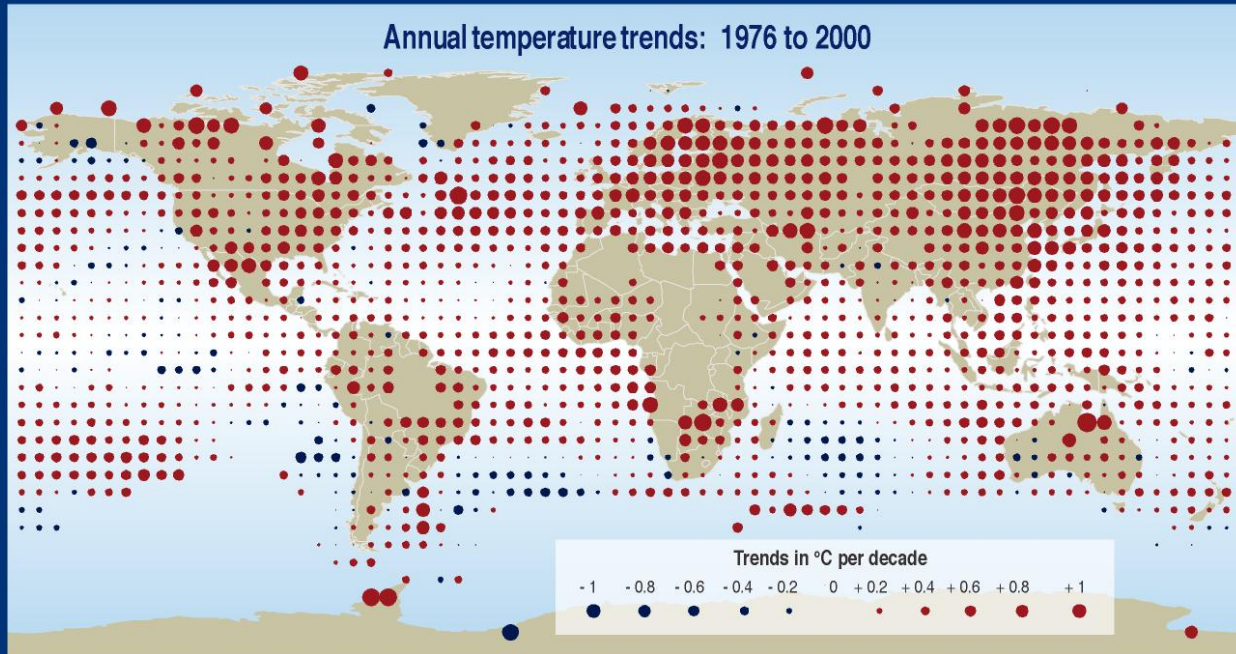 Annual temperature trends: 1976 to 2000
Trends in °C per decade
- 1 - 0.8 - 0.6 - 0.4 - 0.2 0 + 0.2 + 0.4 + 0.6 + 0.8 + 1